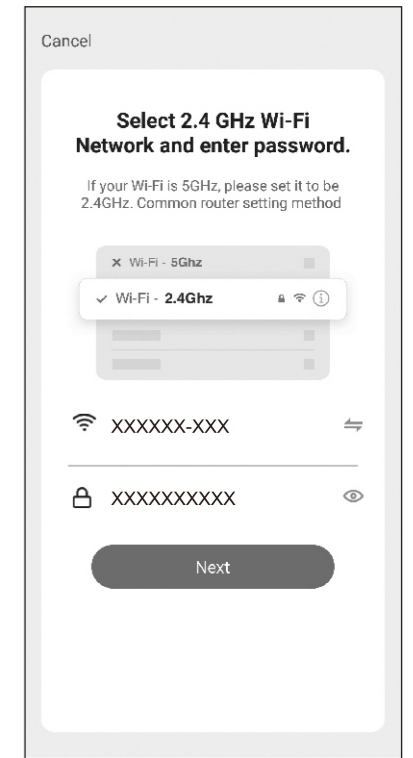 Cancel
Select 2.4 GHz Wi-Fi
Network and enter password.
If your Wi-Fi is 5GHz, please set it to be
2.4GHz. Common router setting method
Wi-Fi - 5Ghz
Wi-Fi - 2.4Ghz
XXXXXX-XXX
XXXXXXXXXX
Next